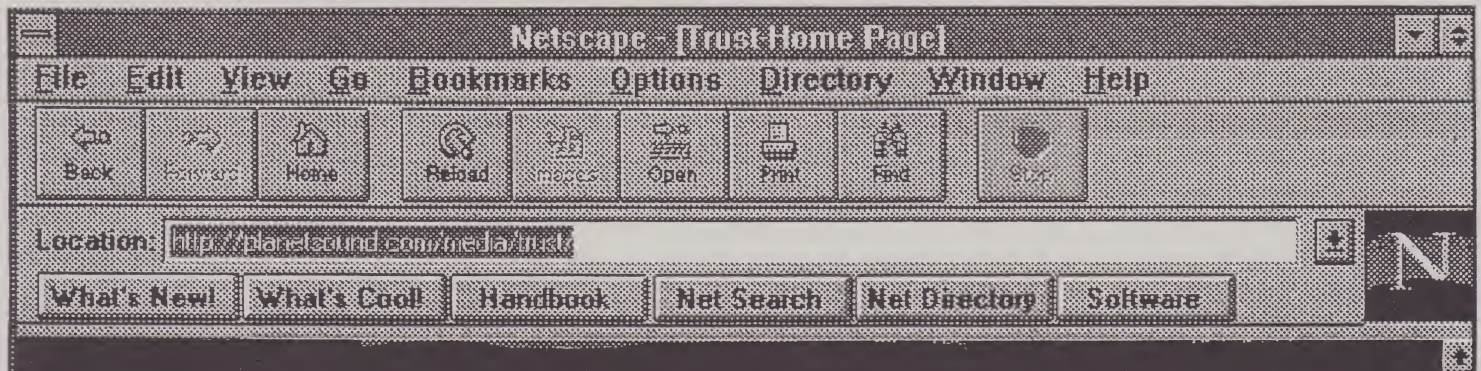 Netscape - [Trust-Home Page]
File Edit View Go Bookmarks Options Directory Window Help
Back Forward Home Reload Images Open Print Find Stop
Location: http://planetsound.com/media/trust/
N
What's New! What's Cool! Handbook Net Search Net Directory Software